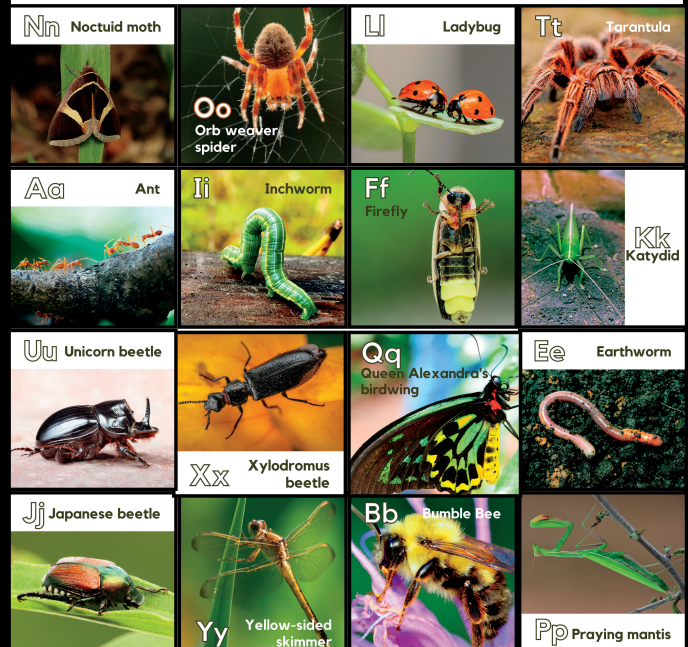 Nn Noctuid moth
Oo
Orb weaver
spider
Ll Ladybug
Tt Tarantula
Aa Ant
Ii Inchworm
Ff
Firefly
Kk
Katydid
Uu Unicorn beetle
Xx Xylodromus
beetle
Qq
Queen Alexandra's
birdwing
Ee Earthworm
Jj Japanese beetle
Yy Yellow-sided
skimmer
Bb Bumble Bee
Pp Praying mantis